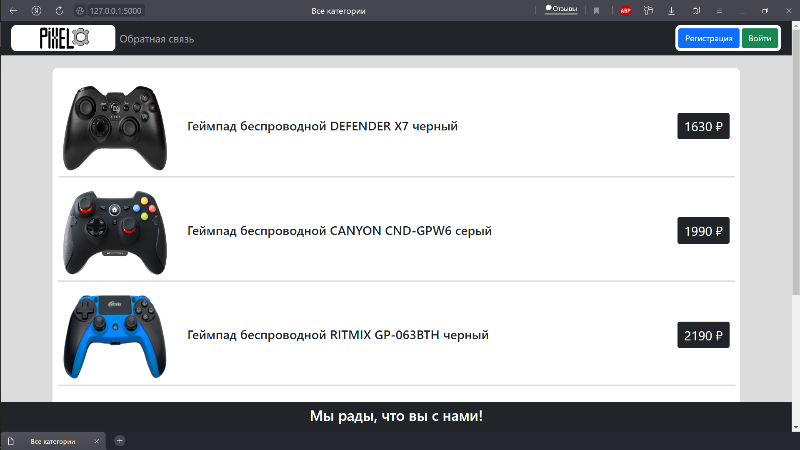 127.0.0.1:5000
Все категории
Отзывы
ABP
PIXEL
Обратная связь
Регистрация
Войти
Геймпад беспроводной DEFENDER X7 черный
1630 ₽
Геймпад беспроводной CANYON CND-GPW6 серый
1990 ₽
Геймпад беспроводной RITMIX GP-063BTH черный
2190 ₽
Мы рады, что вы с нами!
Все категории